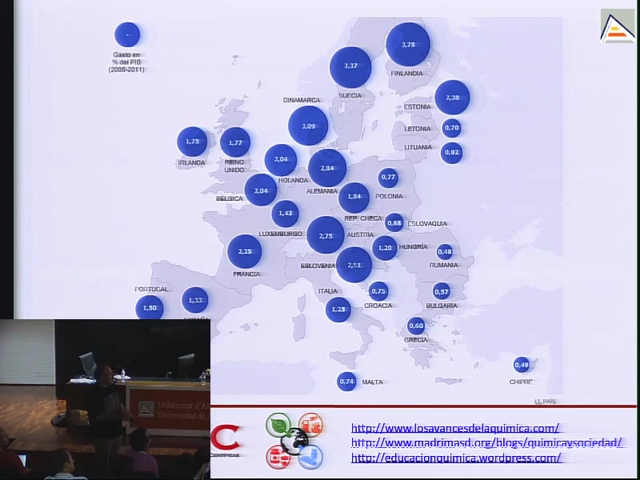 Gasto en
% del PIB
(2005-2011)
3,78
FINLANDIA
3,37
SUECIA
DINAMARCA
3,09
2,38
ESTONIA
LETONIA
0,70
LITUANIA
0,92
1,75
IRLANDA
1,77
REINO
UNIDO
2,04
HOLANDA
2,84
ALEMANIA
0,77
POLONIA
2,04
BÉLGICA
1,84
REP. CHECA
1,43
LUXEMBURGO
0,68
ESLOVAQUIA
2,75
AUSTRIA
1,20
HUNGRÍA
2,25
FRANCIA
ESLOVENIA
2,51
0,48
RUMANIA
PORTUGAL
1,50
1,33
ITALIA
1,25
0,75
CROACIA
0,57
BULGARIA
0,60
GRECIA
0,49
CHIPRE
0,74
MALTA
EL PAÍS
http://www.losavancesdelaquimica.com/
http://www.madrimasd.org/blogs/quimicaysociedad/
http://educacionquimica.wordpress.com/